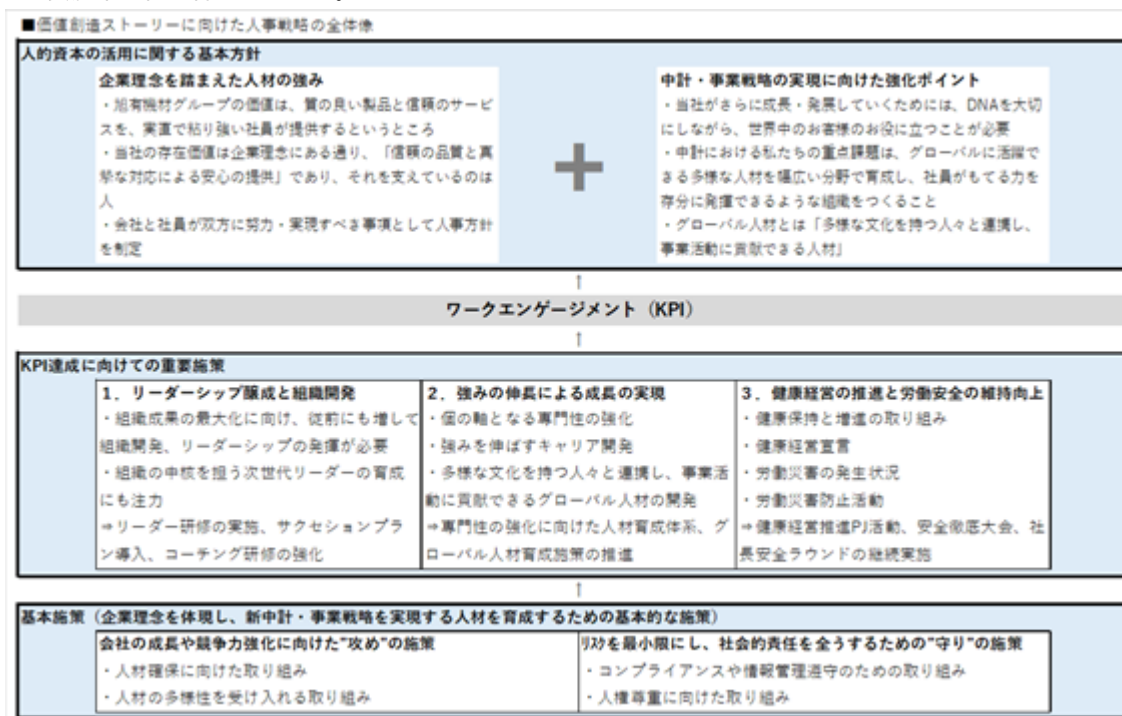 ■価値創造ストーリーに向けた人事戦略の全体像
人的資本の活用に関する基本方針
企業理念を踏まえた人材の強み
・旭有機材グループの価値は、質の良い製品と信頼のサービ
スを、実直で粘り強い社員が提供するというところ
・当社の存在価値は企業理念にある通り、「信頼の品質と真
摯な対応による安心の提供」であり、それを支えているのは
人
・会社と社員が双方に努力・実現すべき事項として人事方針
を制定
+
中計・事業戦略の実現に向けた強化ポイント
・当社がさらに成長・発展していくためには、DNAを大切
にしながら、世界中のお客様のお役に立つことが必要
・中計における私たちの重点課題は、グローバルに活躍で
きる多様な人材を幅広い分野で育成し、社員がもてる力を
存分に発揮できるような組織をつくること
・グローバル人材とは「多様な文化を持つ人々と連携し、
事業活動に貢献できる人材」
↑
ワークエンゲージメント（KPI）
↑
KPI達成に向けての重要施策
1．リーダーシップ醸成と組織開発
・組織成果の最大化に向け、従前にも増して
組織開発、リーダーシップの発揮が必要
・組織の中核を担う次世代リーダーの育成
にも注力
⇒リーダー研修の実施、サクセションプラ
ン導入、コーチング研修の強化
2．強みの伸長による成長の実現
・個の軸となる専門性の強化
・強みを伸ばすキャリア開発
・多様な文化を持つ人々と連携し、事業活
動に貢献できるグローバル人材の開発
⇒専門性の強化に向けた人材育成体系、グ
ローバル人材育成施策の推進
3．健康経営の推進と労働安全の維持向上
・健康保持と増進の取り組み
・健康経営宣言
・労働災害の発生状況
・労働災害防止活動
⇒健康経営推進PJ活動、安全徹底大会、社
長安全ラウンドの継続実施
↑
基本施策（企業理念を体現し、新中計・事業戦略を実現する人材を育成するための基本的な施策）
会社の成長や競争力強化に向けた"攻め"の施策
・人材確保に向けた取り組み
・人材の多様性を受け入れる取り組み
ﾘｽｸを最小限にし、社会的責任を全うするための"守り"の施策
・コンプライアンスや情報管理遵守のための取り組み
・人権尊重に向けた取り組み